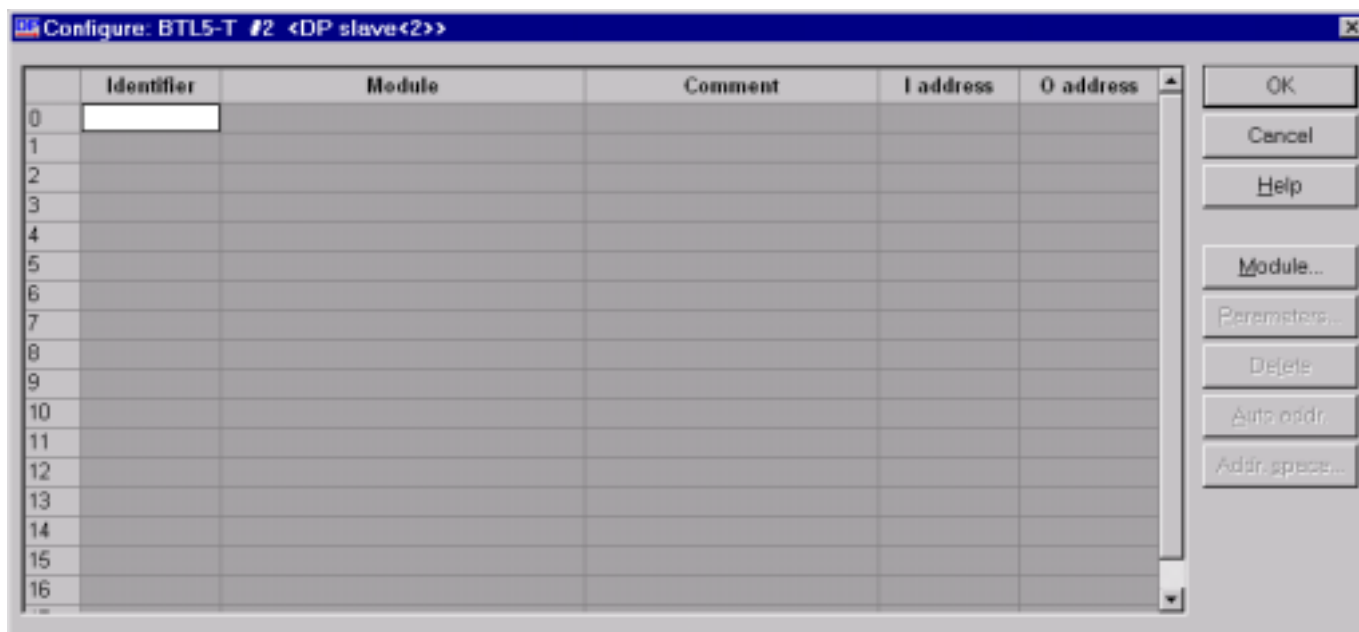 Configure: BTL5-T #2 <DP slave<2>>
Identifier Module Comment I address O address
0
1
2
3
4
5
6
7
8
9
10
11
12
13
14
15
16
OK
Cancel
Help
Module...
Parameters...
Delete
Auto addr.
Addr. space...